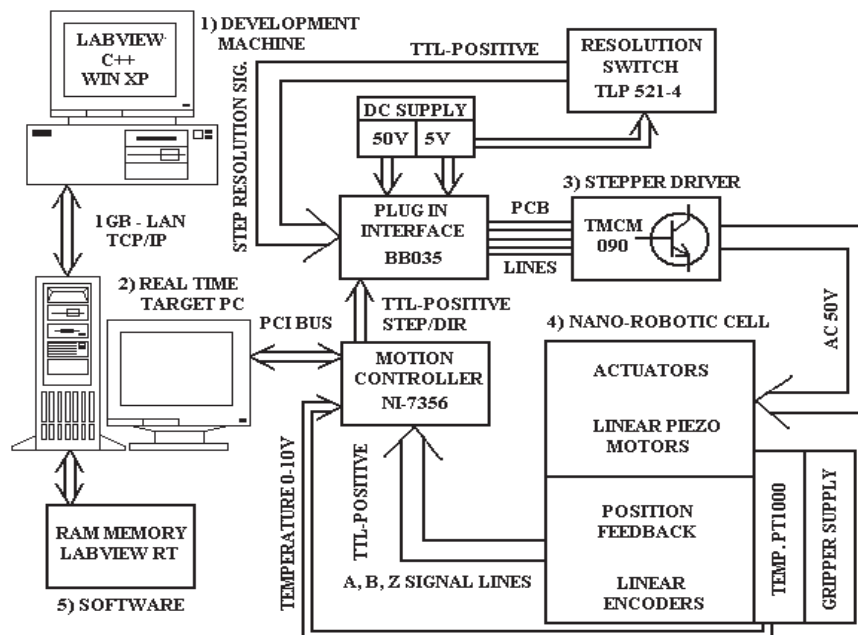 LABVIEW
C++
WIN XP
1) DEVELOPMENT
MACHINE
TTL-POSITIVE
RESOLUTION
SWITCH
TLP 521-4
STEP RESOLUTION SIG.
DC SUPPLY
50V
5V
3) STEPPER DRIVER
1GB - LAN
TCP/IP
PLUG IN
INTERFACE
BB035
PCB
LINES
TMCM
090
2) REAL TIME
TARGET PC
TTL-POSITIVE
STEP/DIR
PCI BUS
MOTION
CONTROLLER
NI-7356
4) NANO-ROBOTIC CELL
AC 50V
ACTUATORS
LINEAR PIEZO
MOTORS
TEMPERATURE 0-10V
TTL-POSITIVE
A, B, Z SIGNAL LINES
POSITION
FEEDBACK
LINEAR
ENCODERS
TEMP. PT1000
GRIPPER SUPPLY
RAM MEMORY
LABVIEW RT
5) SOFTWARE